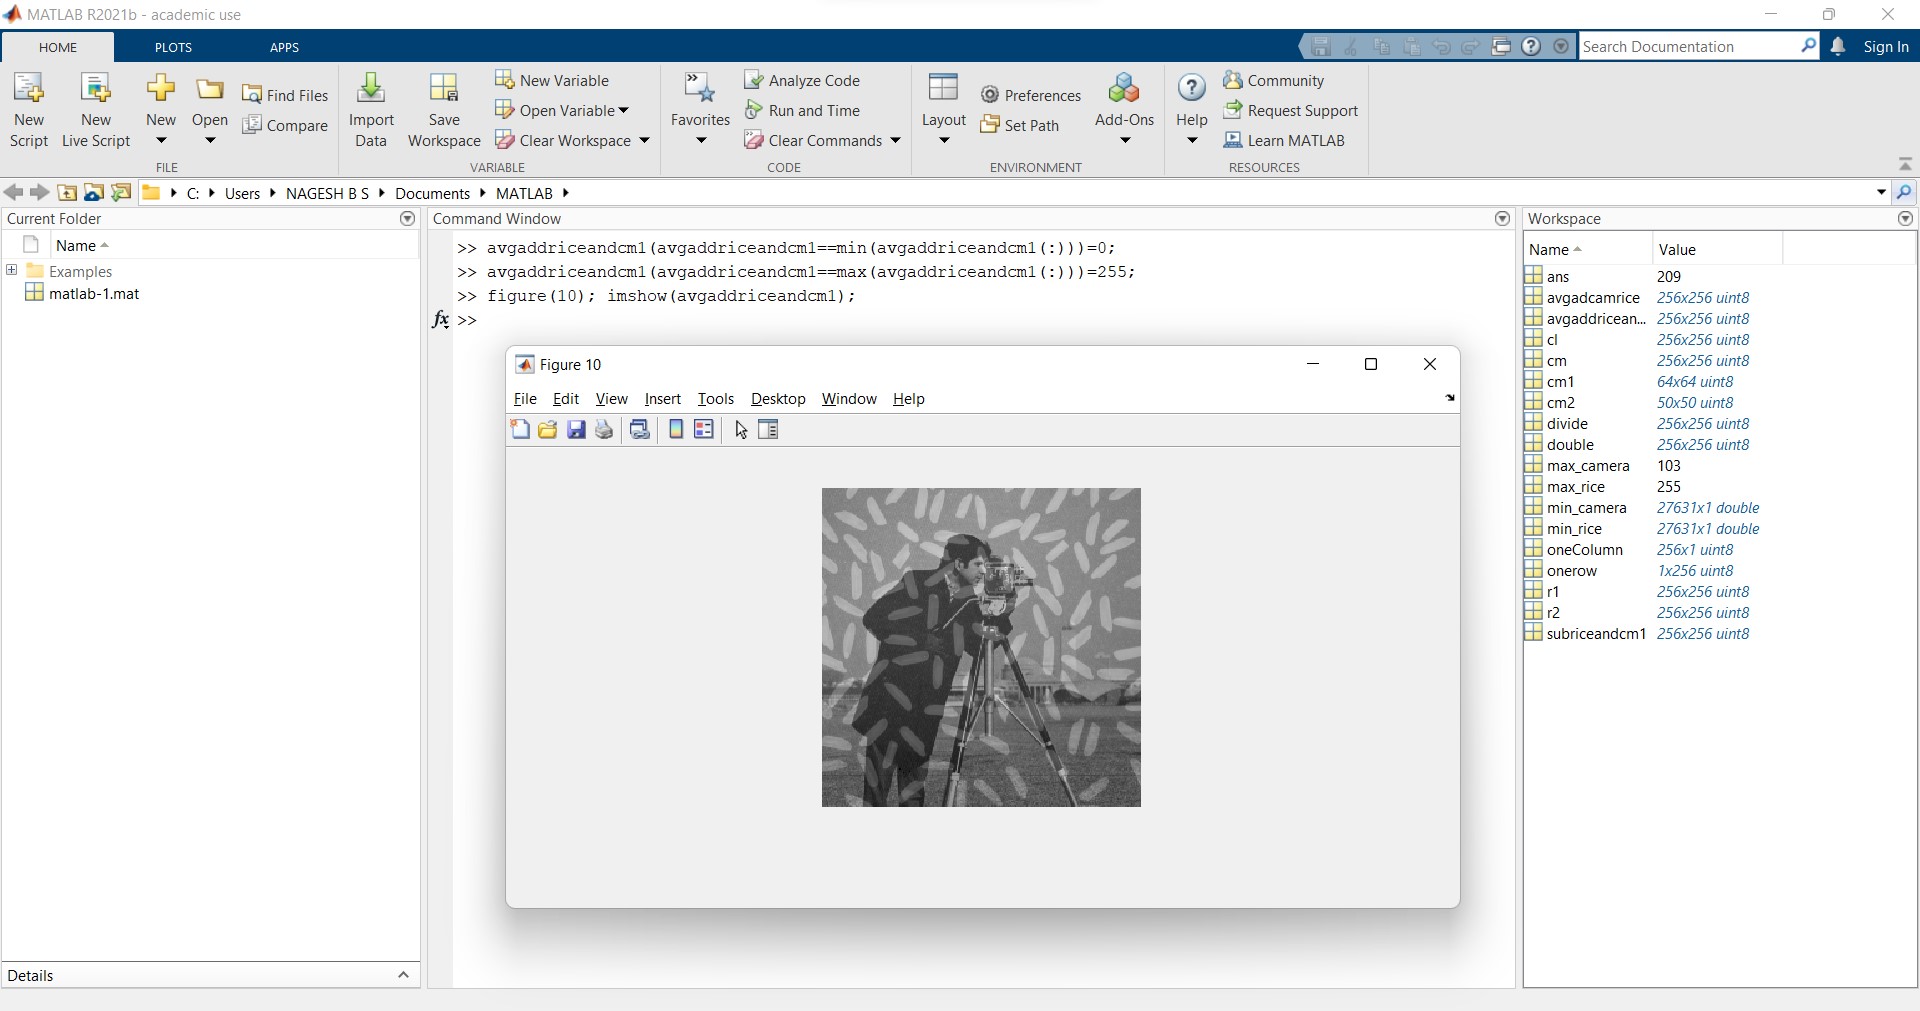 MATLAB R2021b - academic use
HOME PLOTS APPS
Search Documentation
Sign In
New Script
New Live Script
New
Open
Find Files
Compare
FILE
Import Data
Save Workspace
New Variable
Open Variable
Clear Workspace
VARIABLE
Favorites
Analyze Code
Run and Time
Clear Commands
CODE
Layout
Preferences
Set Path
Add-Ons
ENVIRONMENT
Help
Community
Request Support
Learn MATLAB
RESOURCES
C: Users NAGESH B S Documents MATLAB
Current Folder
Name
Examples
matlab-1.mat
Details
Command Window
>> avgaddriceandcm1(avgaddriceandcm1==min(avgaddriceandcm1(:)))=0;
>> avgaddriceandcm1(avgaddriceandcm1==max(avgaddriceandcm1(:)))=255;
>> figure(10); imshow(avgaddriceandcm1);
fx >>
Figure 10
File Edit View Insert Tools Desktop Window Help
Workspace
Name Value
ans 209
avgadcamrice 256x256 uint8
avgaddricean... 256x256 uint8
cl 256x256 uint8
cm 256x256 uint8
cm1 64x64 uint8
cm2 50x50 uint8
divide 256x256 uint8
double 256x256 uint8
max_camera 103
max_rice 255
min_camera 27631x1 double
min_rice 27631x1 double
oneColumn 256x1 uint8
onerow 1x256 uint8
r1 256x256 uint8
r2 256x256 uint8
subriceandcm1 256x256 uint8